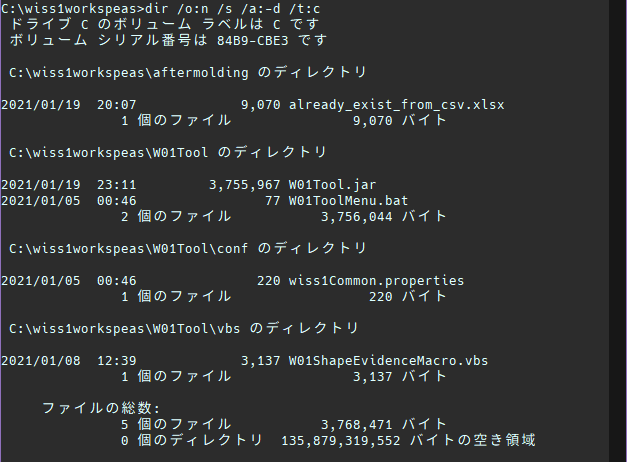 C:\wiss1workspeas>dir /o:n /s /a:-d /t:c
ドライブ C のボリューム ラベルは C です
ボリューム シリアル番号は 84B9-CBE3 です
C:\wiss1workspeas\aftermolding のディレクトリ
2021/01/19  20:07             9,070 already_exist_from_csv.xlsx
1 個のファイル               9,070 バイト
C:\wiss1workspeas\W01Tool のディレクトリ
2021/01/19  23:11         3,755,967 W01Tool.jar
2021/01/05  00:46                77 W01ToolMenu.bat
2 個のファイル           3,756,044 バイト
C:\wiss1workspeas\W01Tool\conf のディレクトリ
2021/01/05  00:46               220 wiss1Common.properties
1 個のファイル                 220 バイト
C:\wiss1workspeas\W01Tool\vbs のディレクトリ
2021/01/08  12:39             3,137 W01ShapeEvidenceMacro.vbs
1 個のファイル               3,137 バイト
ファイルの総数:
5 個のファイル           3,768,471 バイト
0 個のディレクトリ  135,879,319,552 バイトの空き領域